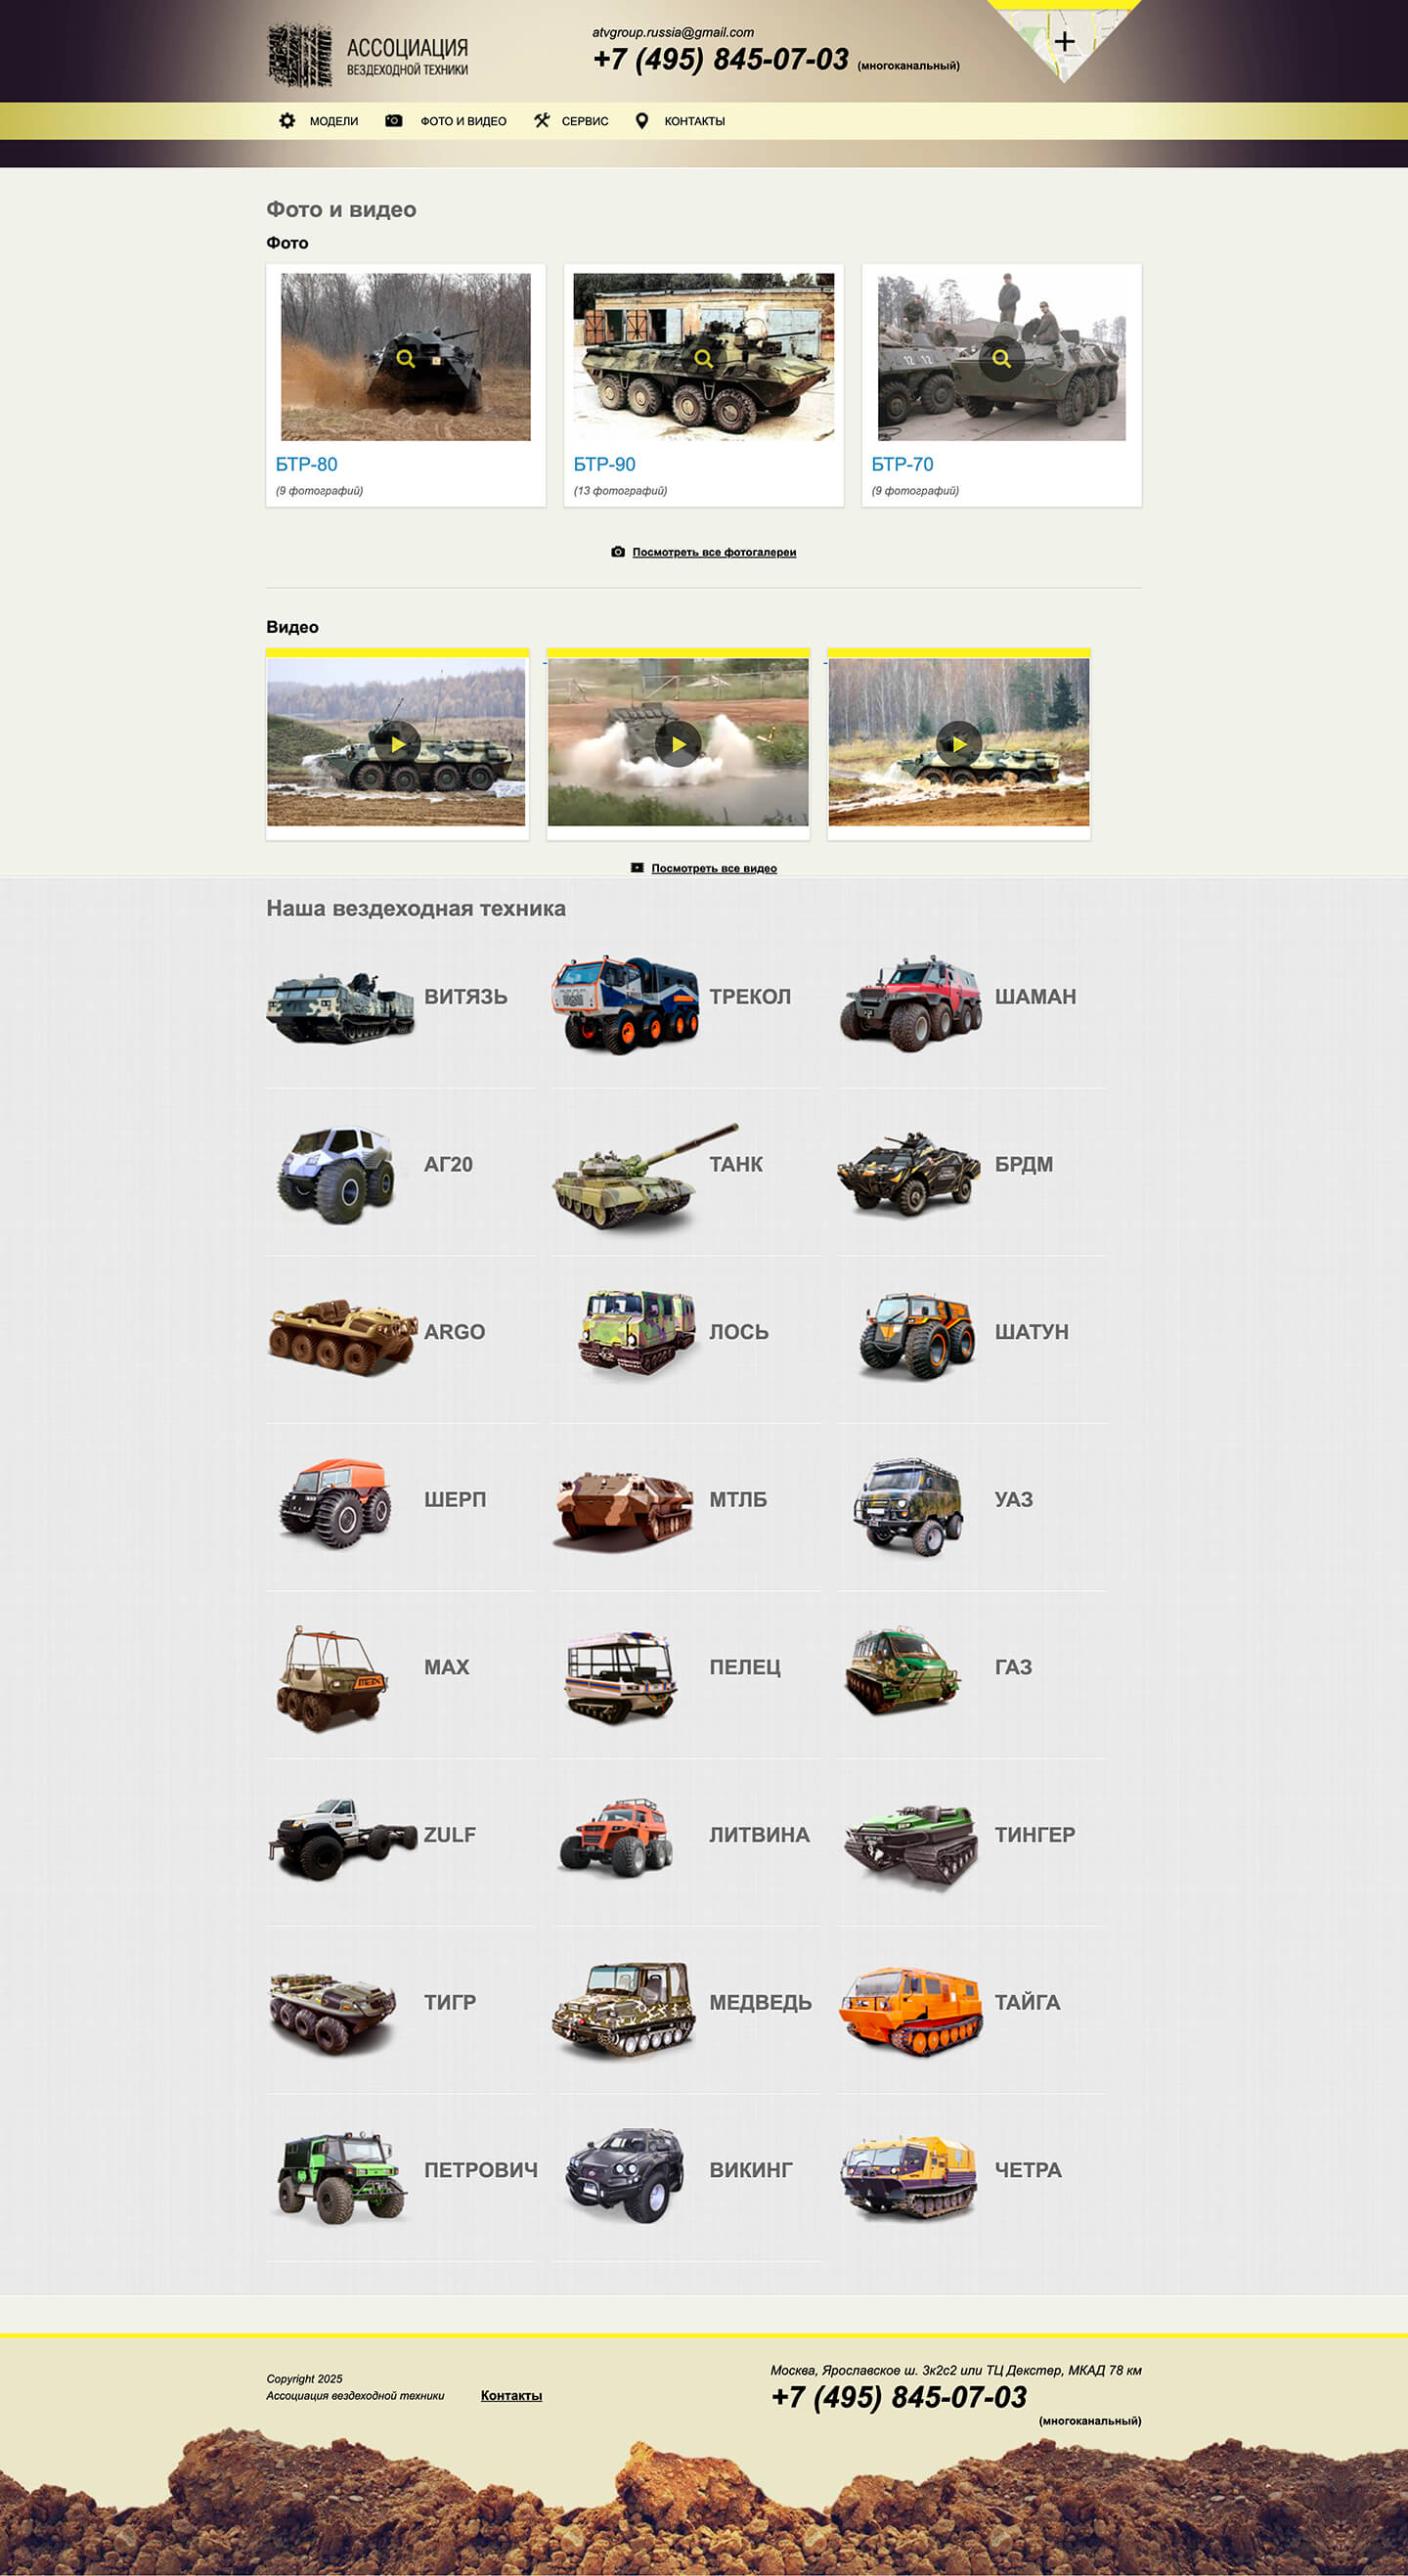 АССОЦИАЦИЯ
ВЕЗДЕХОДНОЙ ТЕХНИКИ
atvgroup.russia@gmail.com
+7 (495) 845-07-03 (многоканальный)
МОДЕЛИ ФОТО И ВИДЕО СЕРВИС КОНТАКТЫ
Фото и видео
Фото
БТР-80 БТР-90 БТР-70
(9 фотографий) (13 фотографий) (9 фотографий)
Посмотреть все фотогалереи
Видео
Посмотреть все видео
Наша вездеходная техника
ВИТЯЗЬ ТРЕКОЛ ШАМАН
АГ20 ТАНК БРДМ
ARGO ЛОСЬ ШАТУН
ШЕРП МТЛБ УАЗ
МАХ ПЕЛЕЦ ГАЗ
ZULF ЛИТВИНА ТИНГЕР
ТИГР МЕДВЕДЬ ТАЙГА
ПЕТРОВИЧ ВИКИНГ ЧЕТРА
Copyright 2025
Ассоциация вездеходной техники
Контакты
Москва, Ярославское ш. 3к2с2 или ТЦ Декстер, МКАД 78 км
+7 (495) 845-07-03
(многоканальный)